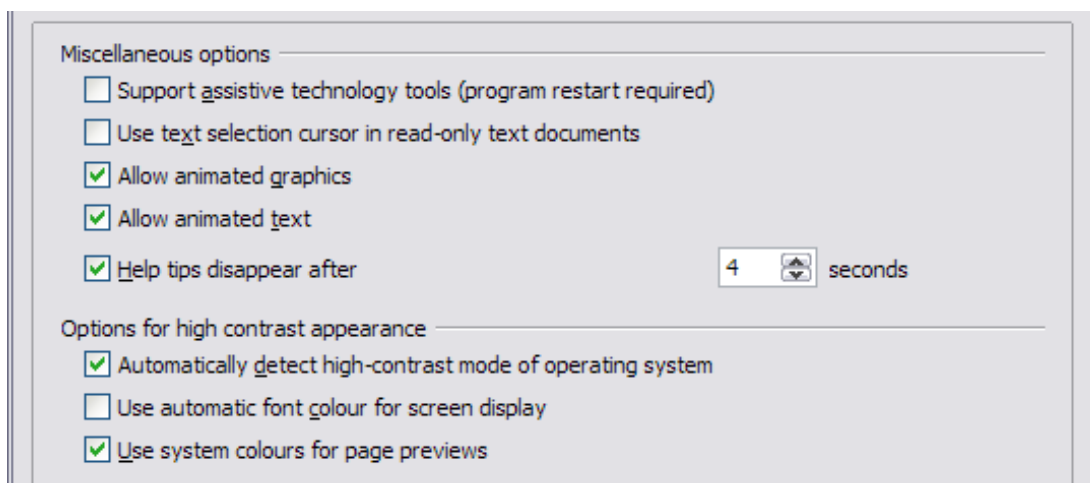 Miscellaneous options
Support assistive technology tools (program restart required)
Use text selection cursor in read-only text documents
Allow animated graphics
Allow animated text
Help tips disappear after 4 seconds
Options for high contrast appearance
Automatically detect high-contrast mode of operating system
Use automatic font colour for screen display
Use system colours for page previews